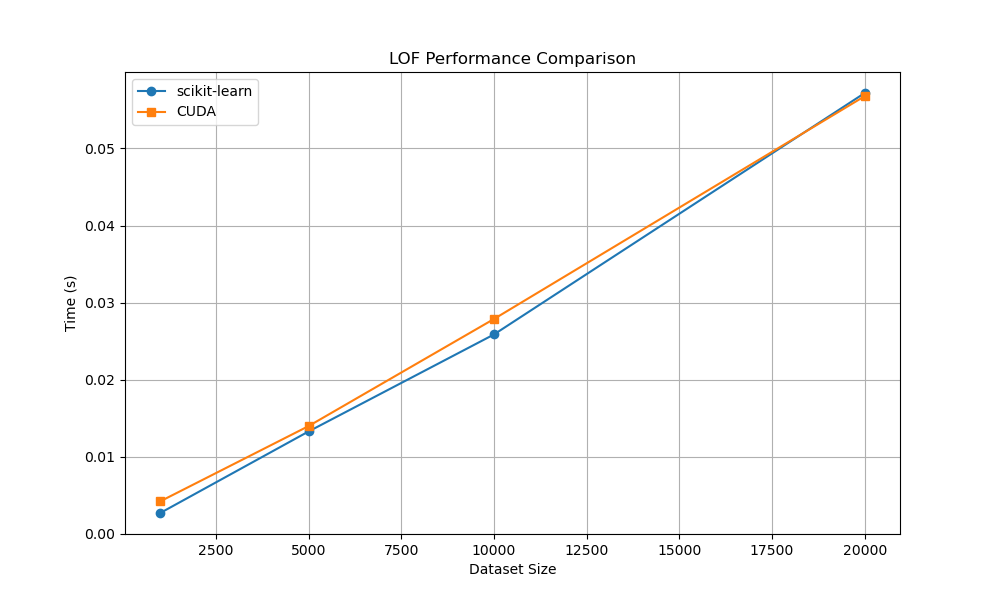 LOF Performance Comparison
scikit-learn
CUDA
Time (s)
0.05
0.04
0.03
0.02
0.01
0.00
2500 5000 7500 10000 12500 15000 17500 20000
Dataset Size